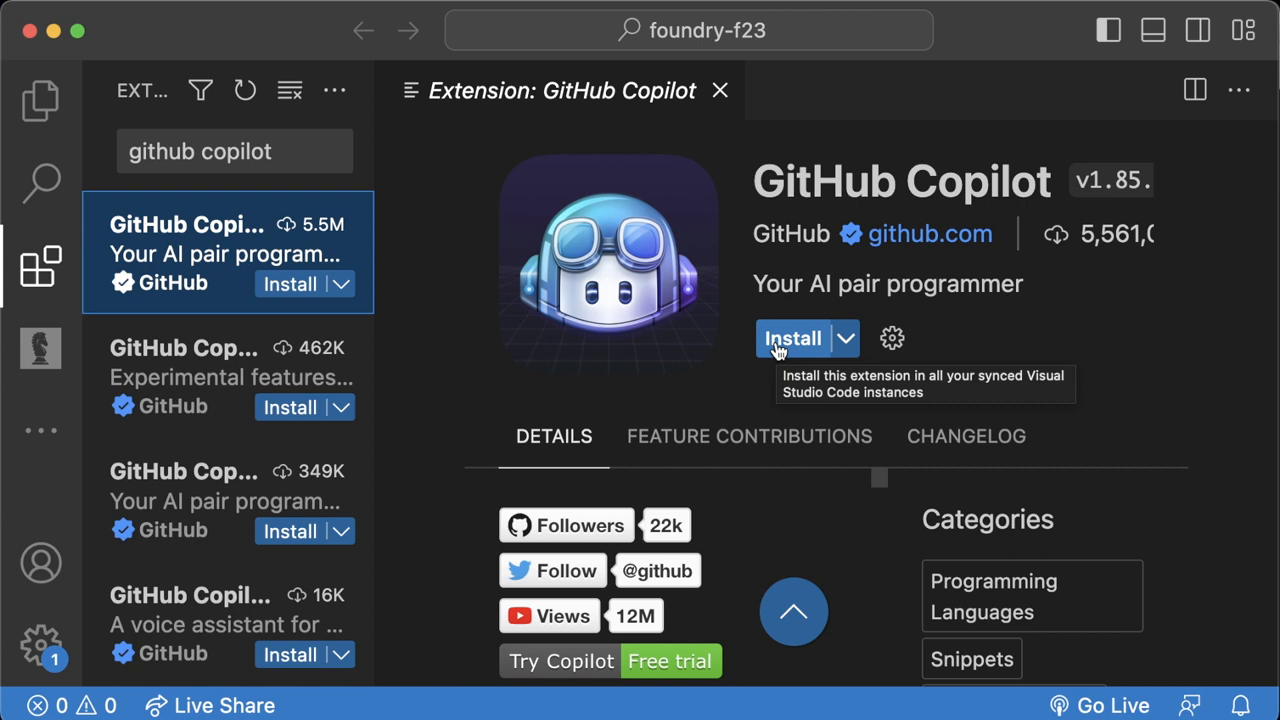 foundry-f23
EXT...
github copilot
GitHub Copi... 5.5M
Your AI pair program...
GitHub Install
GitHub Cop... 462K
Experimental features...
GitHub Install
GitHub Cop... 349K
Your AI pair program...
GitHub Install
GitHub Copil... 16K
A voice assistant for ...
GitHub Install
1
Extension: GitHub Copilot
GitHub Copilot v1.85.
GitHub github.com 5,561,
Your AI pair programmer
Install
Install this extension in all your synced Visual
Studio Code instances
DETAILS FEATURE CONTRIBUTIONS CHANGELOG
Followers 22k
Follow @github
Views 12M
Try Copilot Free trial
Categories
Programming
Languages
Snippets
0 0 Live Share Go Live